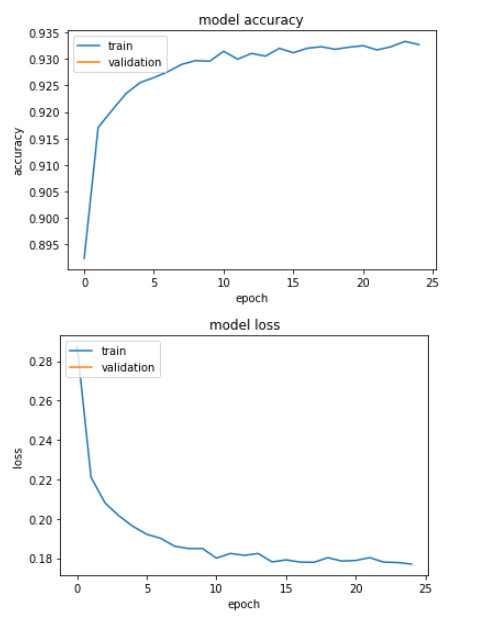 model accuracy
train
validation
0.935
0.930
0.925
0.920
0.915
0.910
0.905
0.900
0.895
accuracy
0 5 10 15 20 25
epoch
model loss
train
validation
0.28
0.26
0.24
0.22
0.20
0.18
loss
0 5 10 15 20 25
epoch